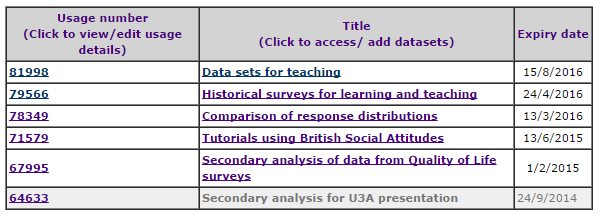 Usage number
(Click to view/edit usage
details)
Title
(Click to access/ add datasets)
Expiry date
81998 Data sets for teaching 15/8/2016
79566 Historical surveys for learning and teaching 24/4/2016
78349 Comparison of response distributions 13/3/2016
71579 Tutorials using British Social Attitudes 13/6/2015
67995 Secondary analysis of data from Quality of Life
surveys 1/2/2015
64633 Secondary analysis for U3A presentation 24/9/2014